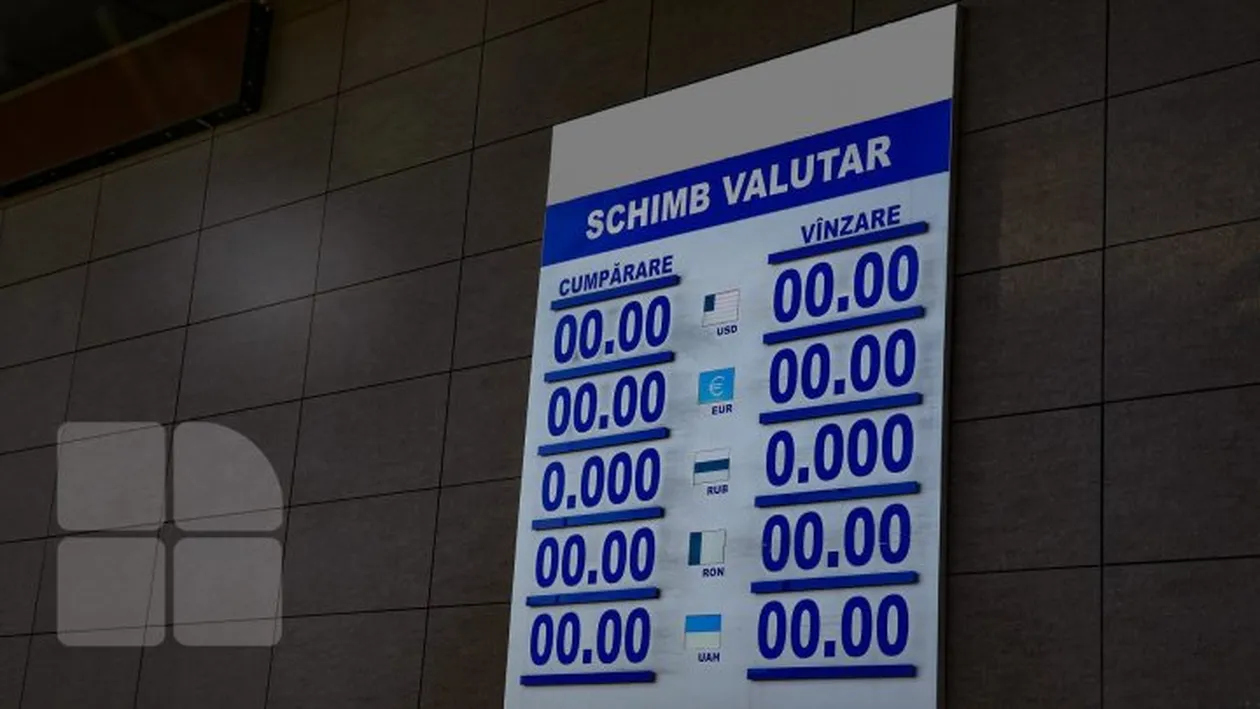 SCHIMB VALUTAR
CUMPĂRARE VÎNZARE
00.00 USD 00.00
00.00 € EUR 00.00
0.000 RUB 0.000
00.00 RON 00.00
00.00 UAH 00.00